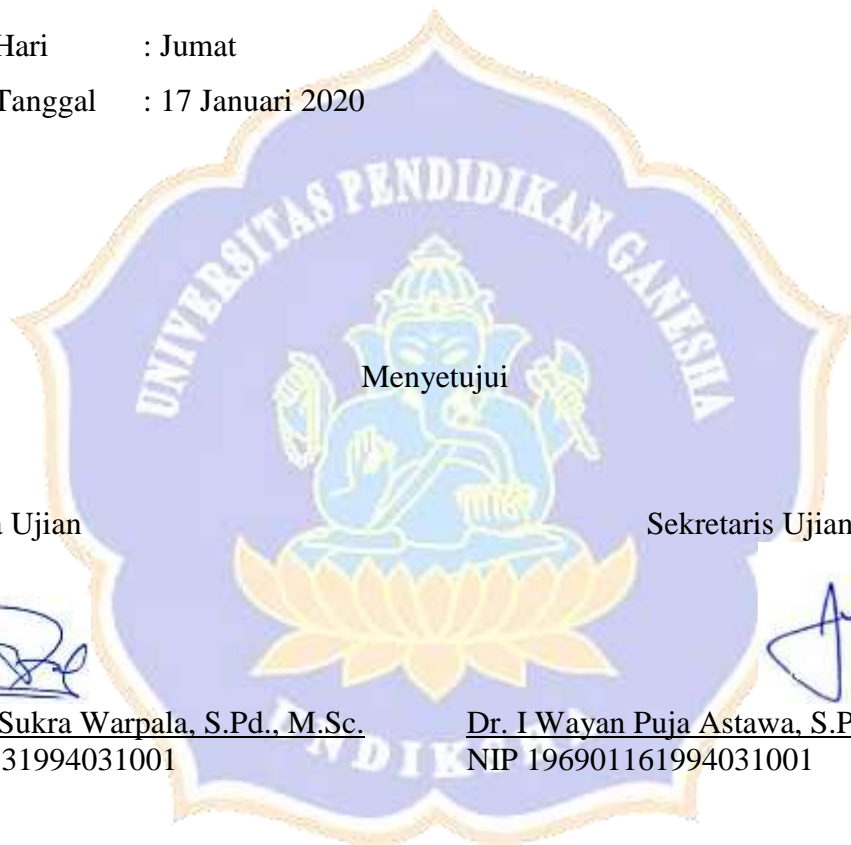 Hari : Jumat
Tanggal : 17 Januari 2020
UNIVERSITAS PENDIDIKAN GANESHA
Menyetujui
Ujian
Sekretaris Ujian
Sukra Warpala, S.Pd., M.Sc.
Dr. I Wayan Puja Astawa, S.P
31994031001
NIP 196901161994031001